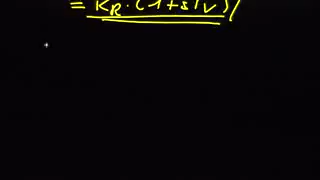 = K_R · (1 + sT_V)